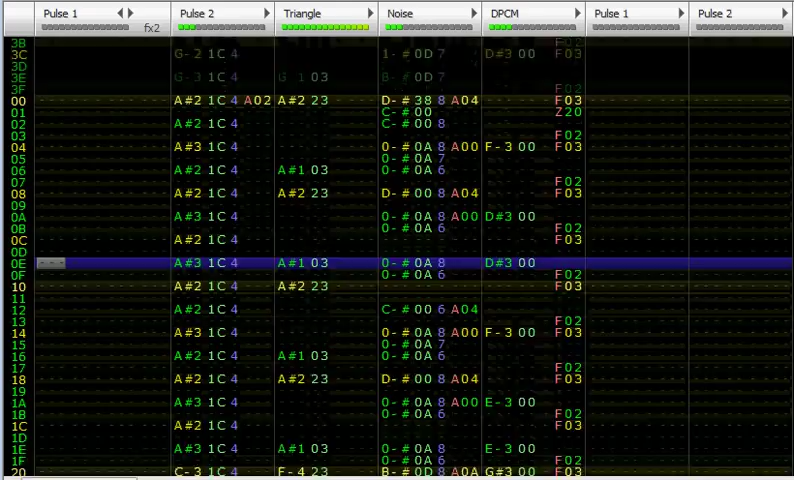 Pulse 1 Pulse 2 Triangle Noise DPCM Pulse 1 Pulse 2
fx2
3B F02
3C G-2 1C 4 1-# 0D 7 D#3 00 F03
3D
3E G-3 1C 4 G 1 03 B-# 0D 7
3F F02
00 A#2 1C 4 A02 A#2 23 D-# 38 8 A04 F03
01 C-# 00 Z20
02 A#2 1C 4 C-# 00 8
03 F02
04 A#3 1C 4 0-# 0A 8 A00 F-3 00 F03
05 0-# 0A 7
06 A#2 1C 4 A#1 03 0-# 0A 6
07 F02
08 A#2 1C 4 A#2 23 D-# 00 8 A04 F03
09
0A A#3 1C 4 0-# 0A 8 A00 D#3 00
0B 0-# 0A 6 F02
0C A#2 1C 4 F03
0D
0E --- A#3 1C 4 A#1 03 0-# 0A 8 D#3 00
0F 0-# 0A 6 F02
10 A#2 1C 4 A#2 23 F03
11
12 A#2 1C 4 C-# 00 6 A04
13 F02
14 A#3 1C 4 0-# 0A 8 A00 F-3 00 F03
15 0-# 0A 7
16 A#2 1C 4 A#1 03 0-# 0A 6
17 F02
18 A#2 1C 4 A#2 23 D-# 00 8 A04 F03
19
1A A#3 1C 4 0-# 0A 8 A00 E-3 00
1B 0-# 0A 6 F02
1C A#2 1C 4 F03
1D
1E A#3 1C 4 A#1 03 0-# 0A 8 E-3 00
1F 0-# 0A 6 F02
20 C-3 1C 4 F-4 23 B-# 0D 8 A0A G#3 00 F03